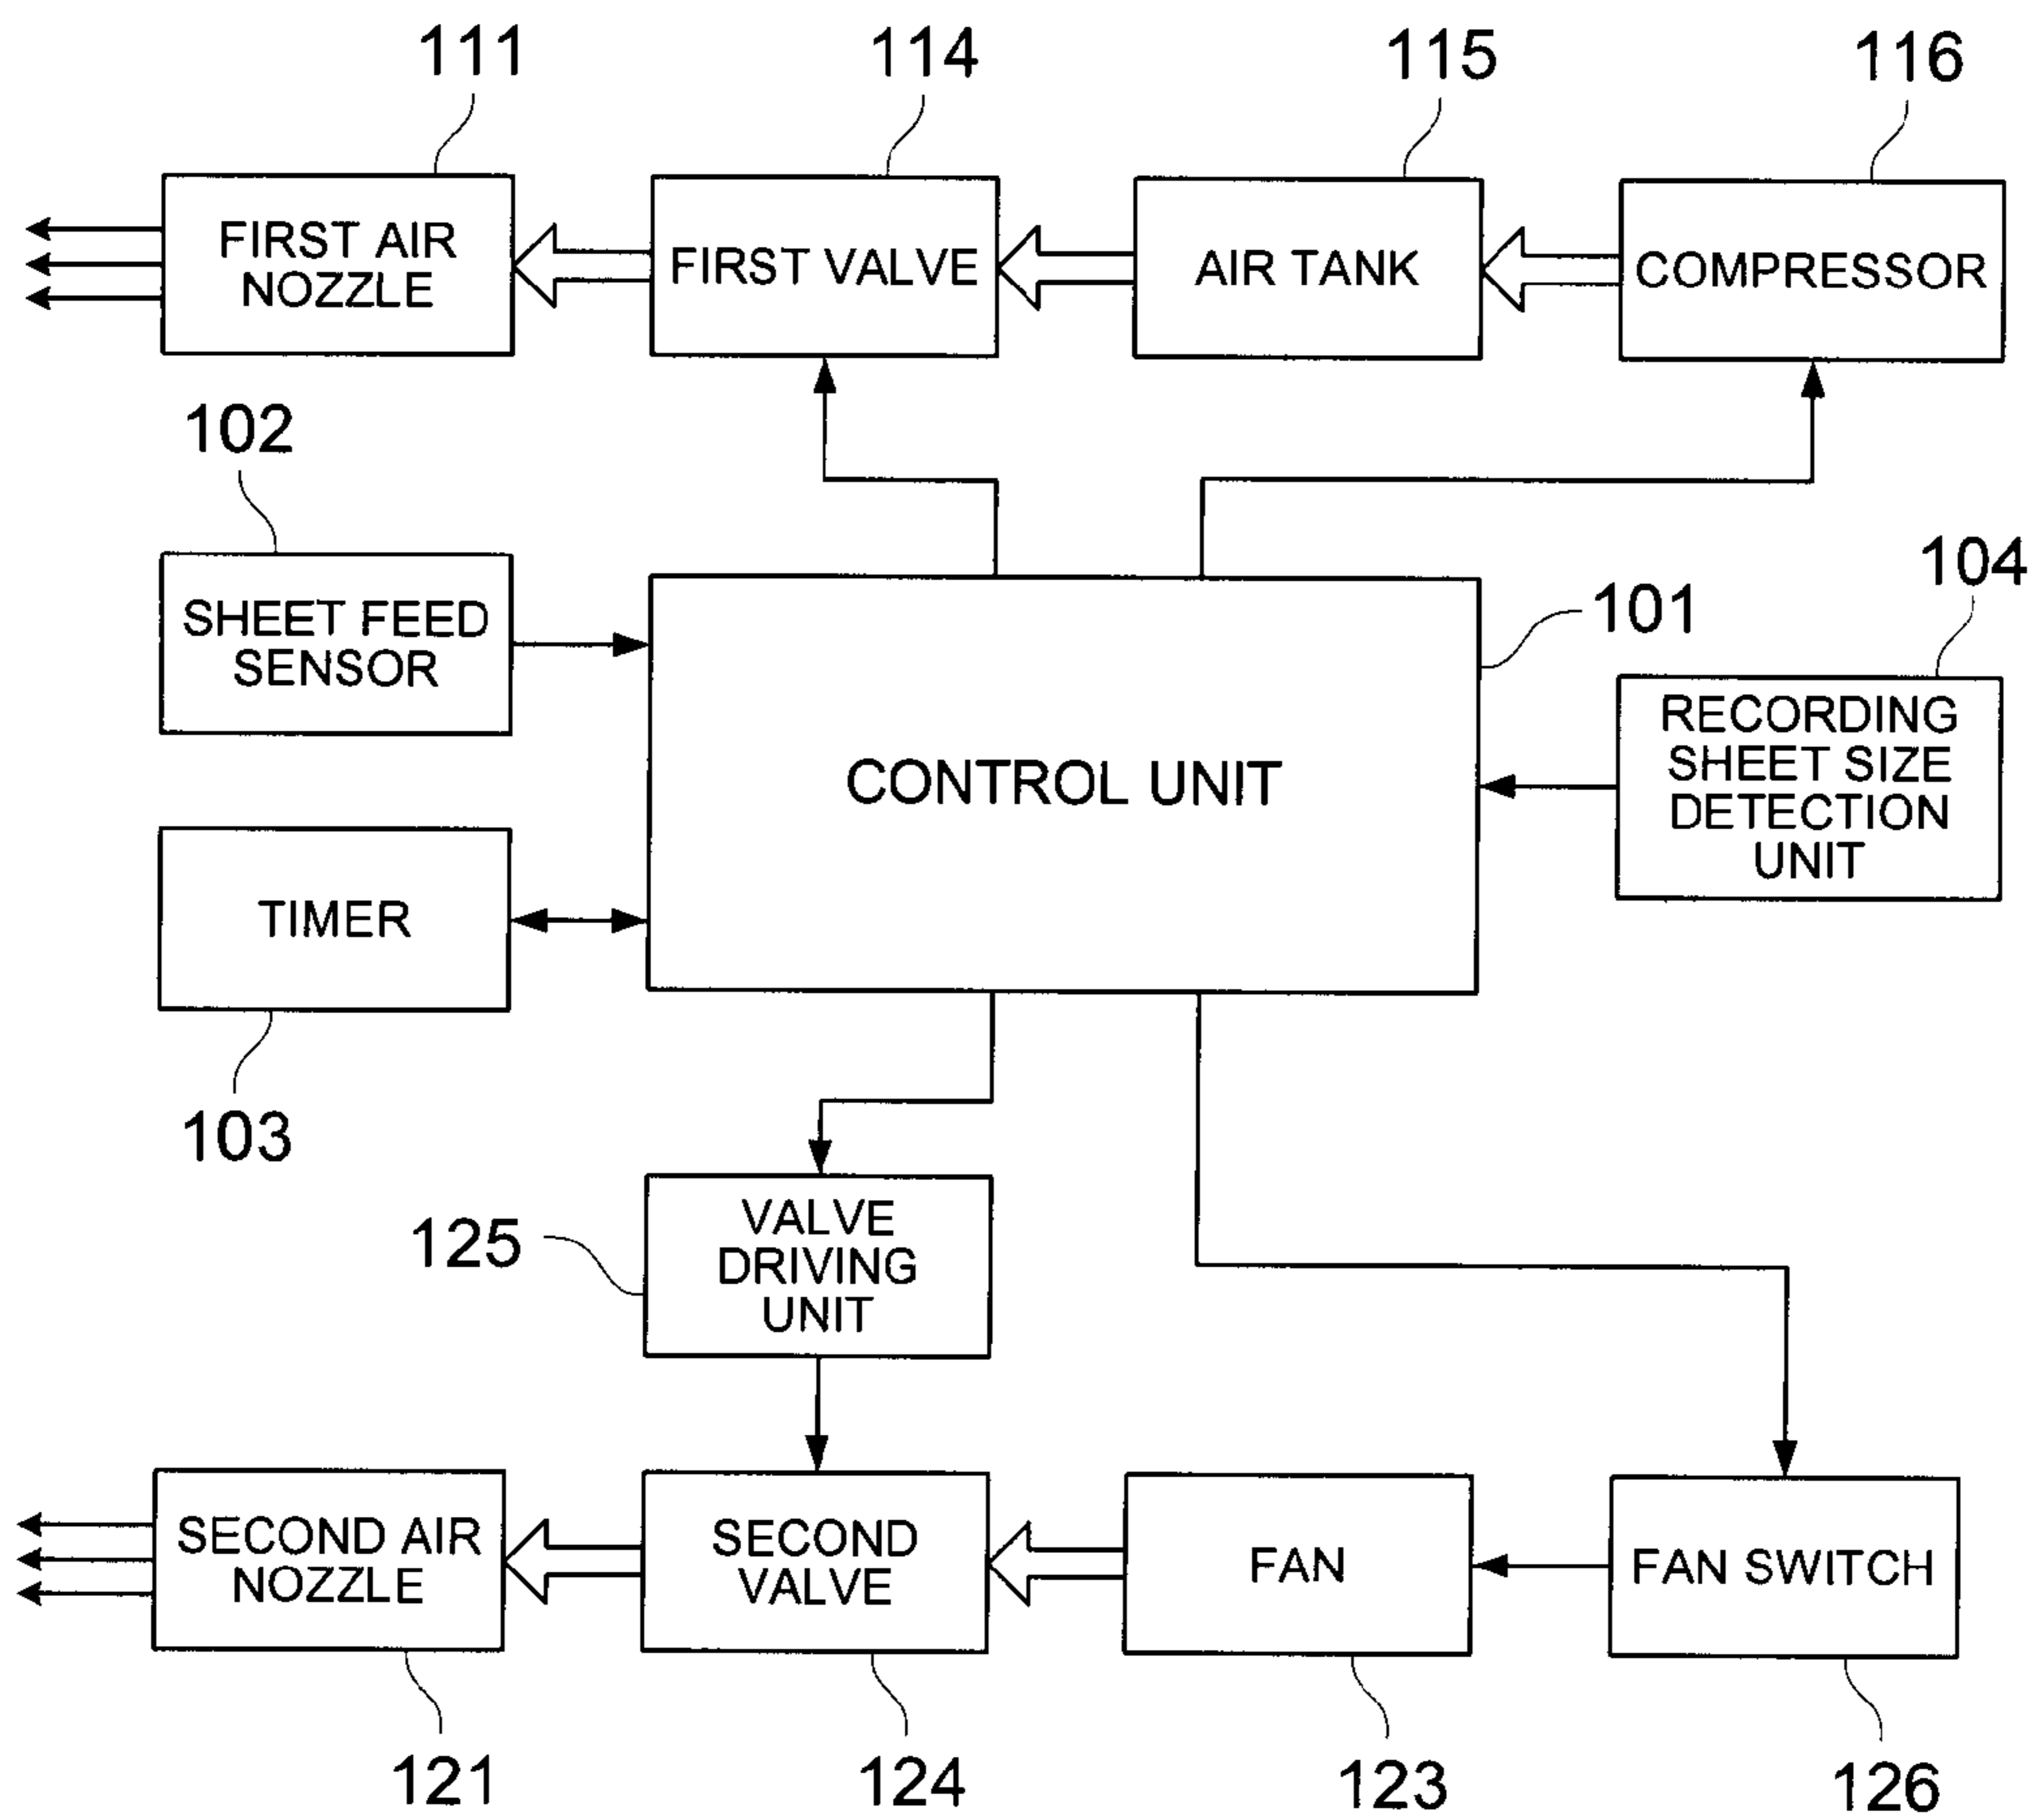 111
114
115
116
FIRST AIR
NOZZLE
FIRST VALVE
AIR TANK
COMPRESSOR
102
SHEET FEED
SENSOR
101
104
CONTROL UNIT
RECORDING
SHEET SIZE
DETECTION
UNIT
TIMER
103
125
VALVE
DRIVING
UNIT
SECOND AIR
NOZZLE
SECOND
VALVE
FAN
FAN SWITCH
121
124
123
126